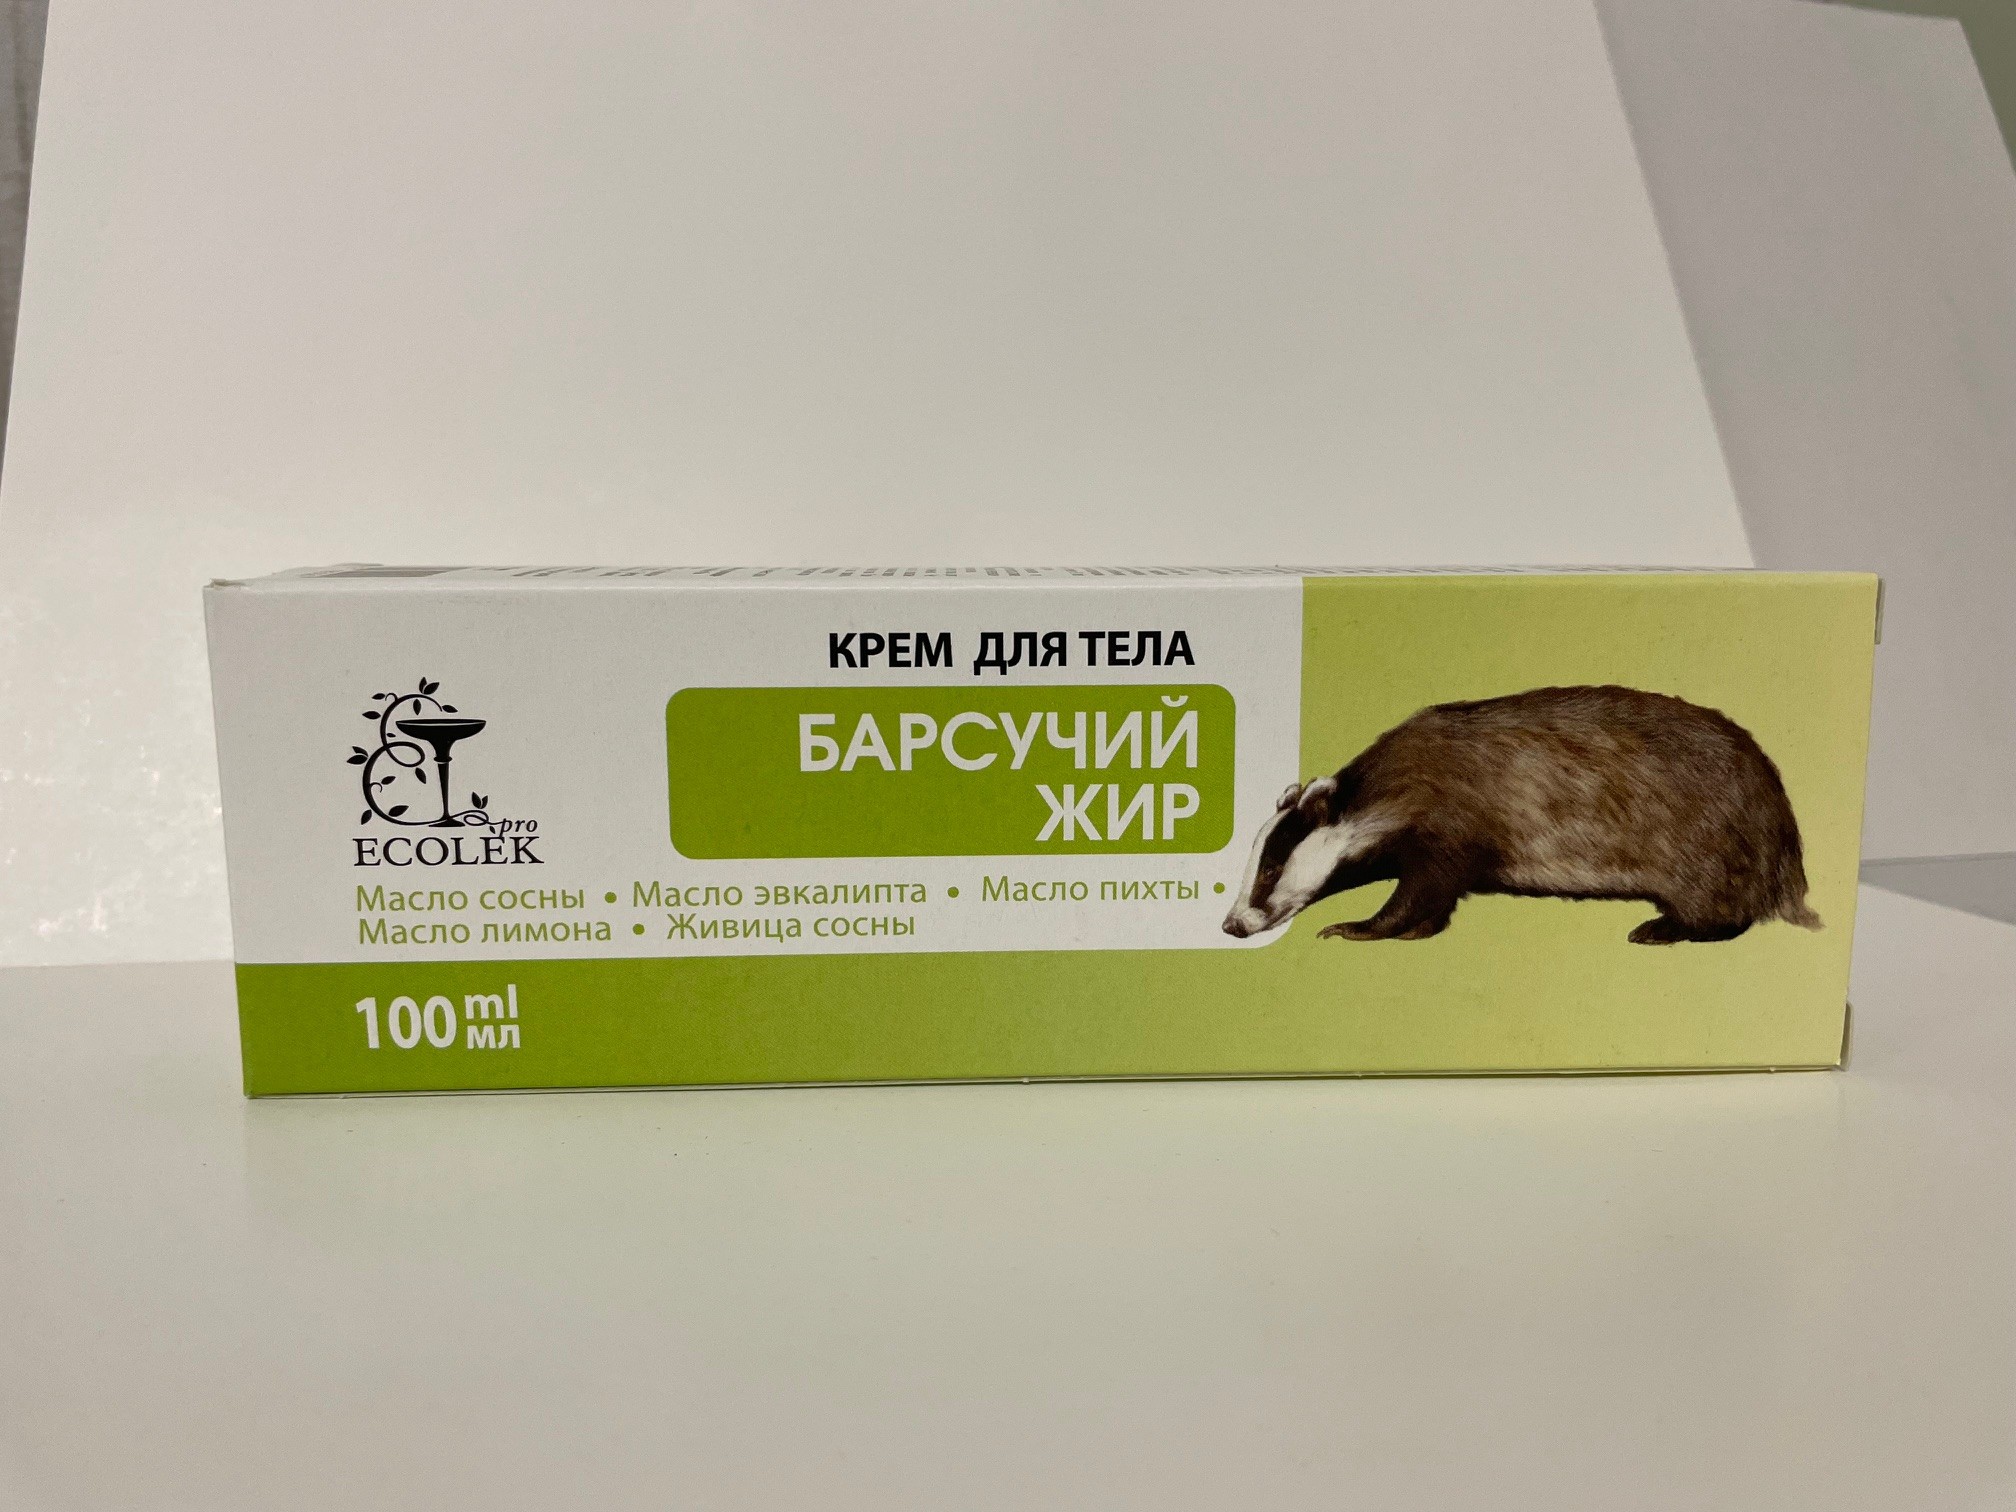 КРЕМ ДЛЯ ТЕЛА
БАРСУЧИЙ
ЖИР
pro
ECOLEK
Масло сосны • Масло эвкалипта • Масло пихты •
Масло лимона • Живица сосны
100 ml
мл